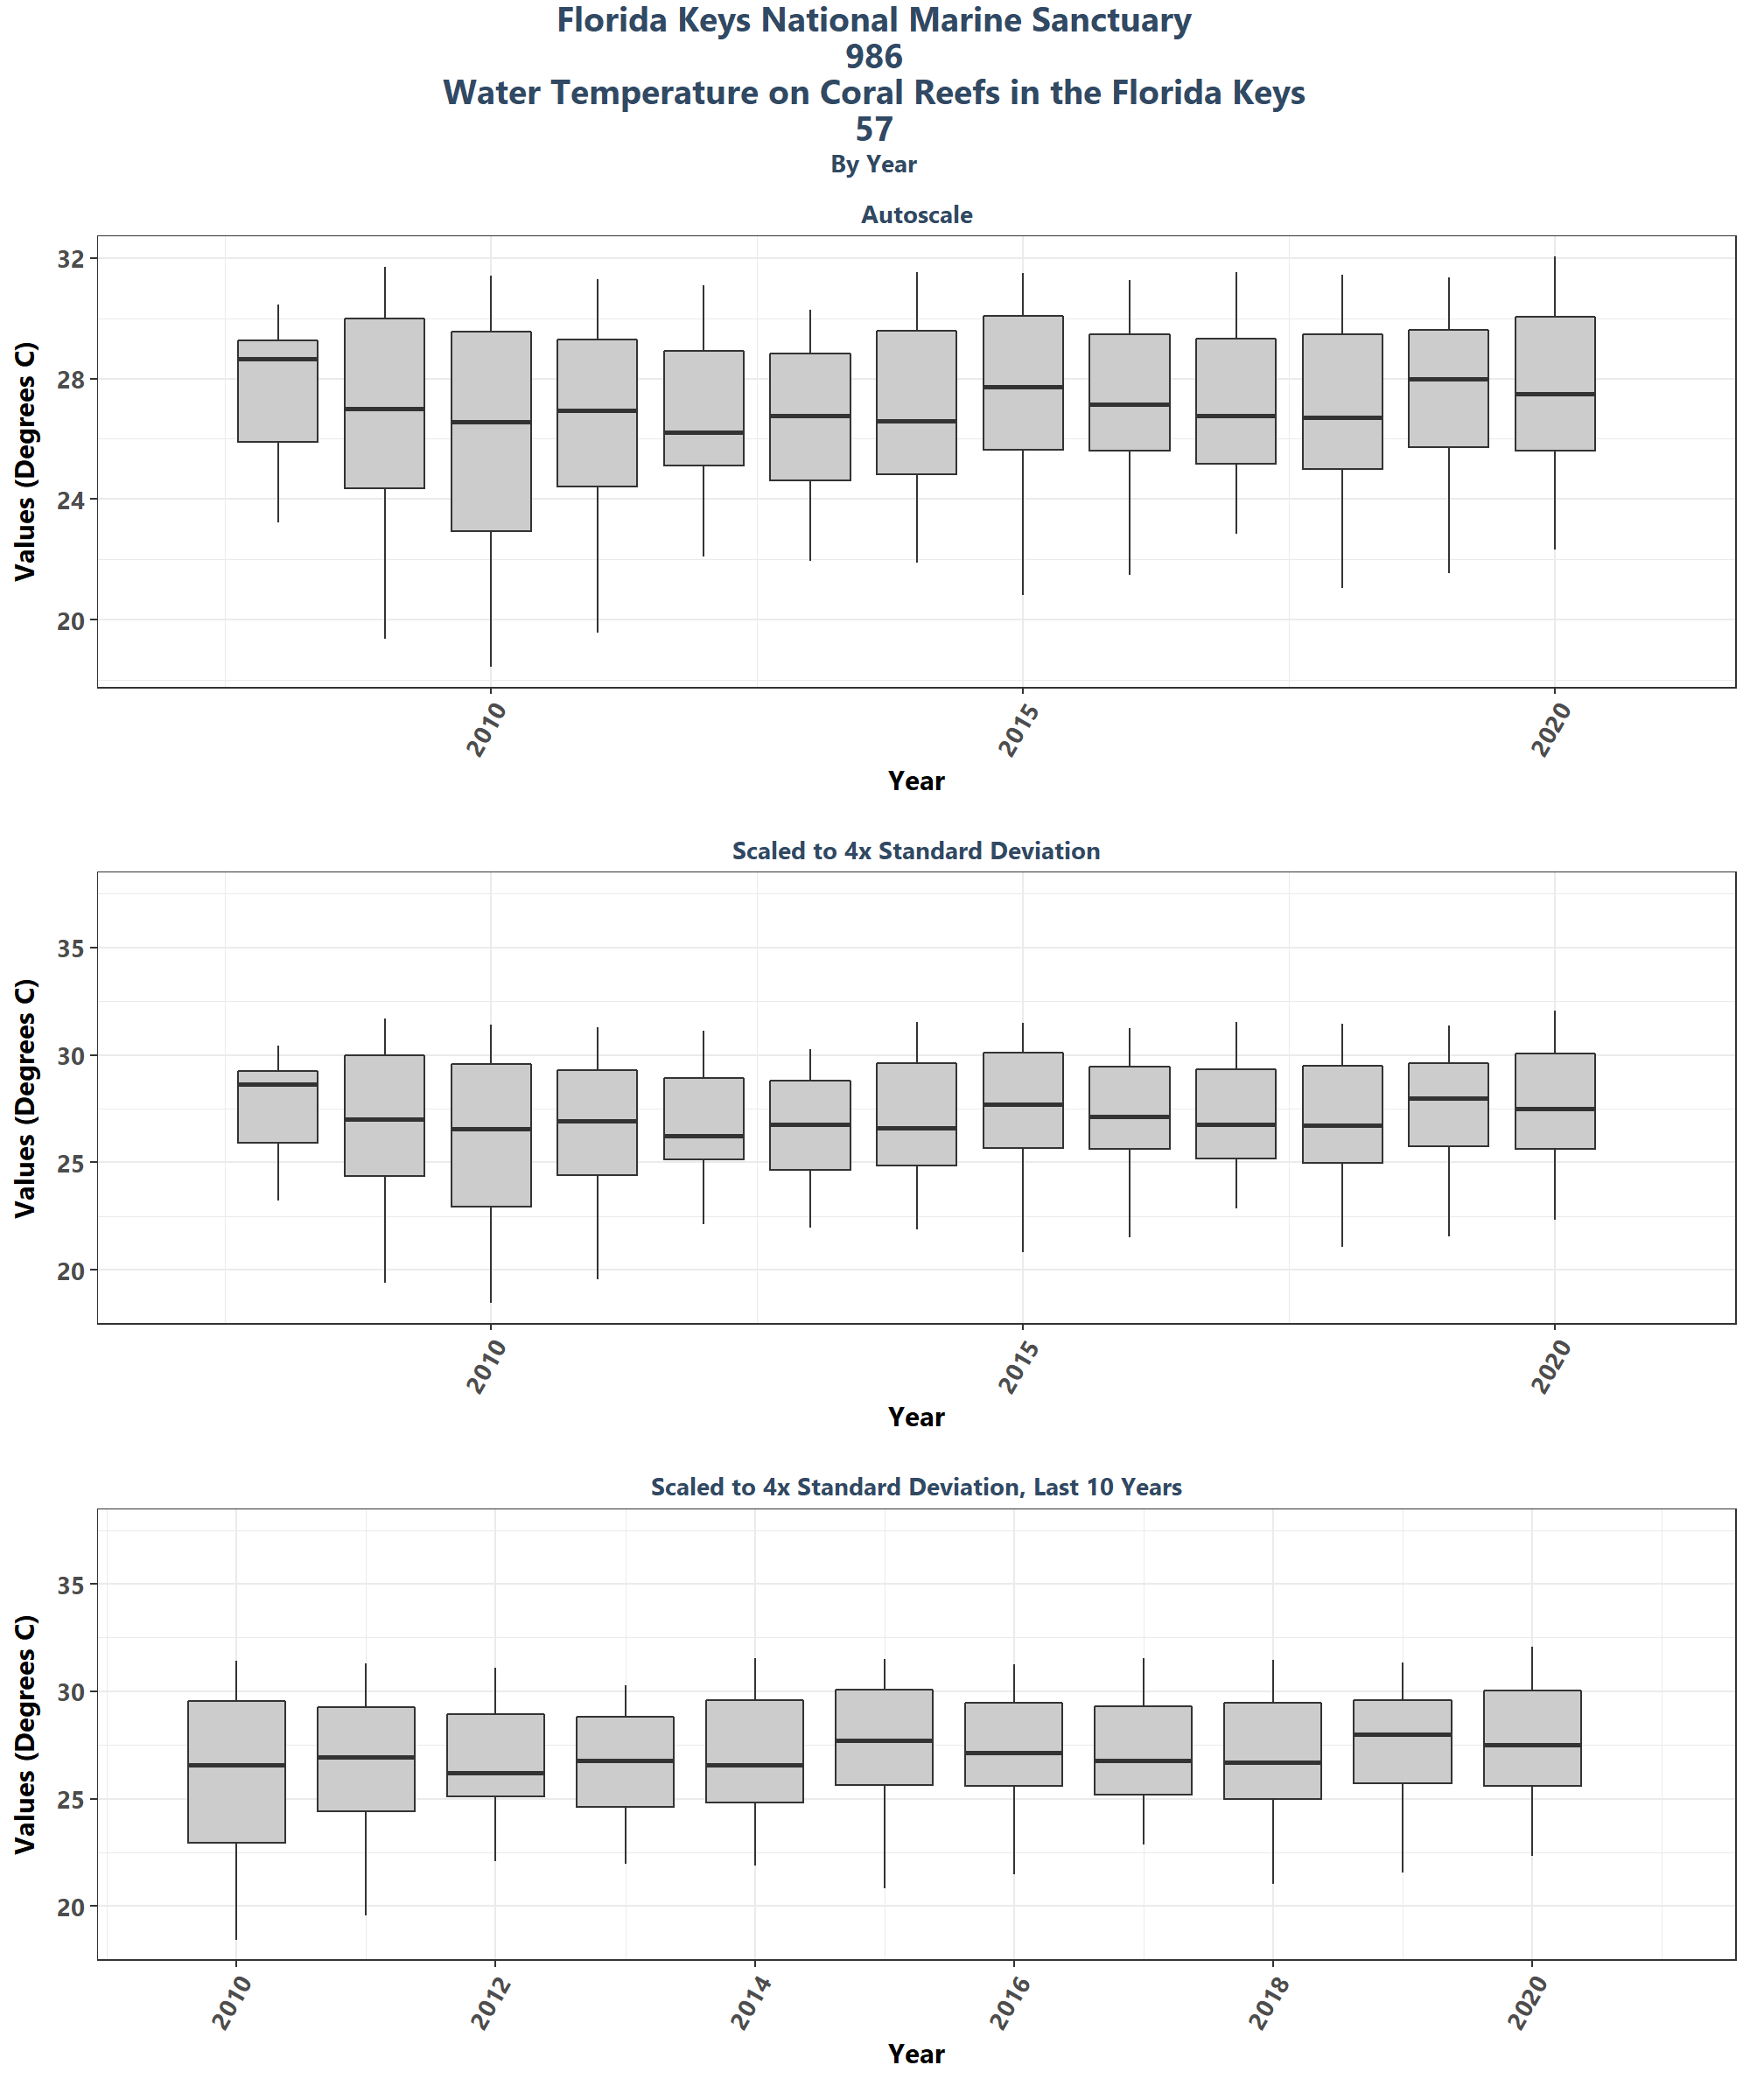 Florida Keys National Marine Sanctuary
986
Water Temperature on Coral Reefs in the Florida Keys
57
By Year
Autoscale
Values (Degrees C)
32
28
24
20
2010
2015
2020
Year
Scaled to 4x Standard Deviation
Values (Degrees C)
35
30
25
20
2010
2015
2020
Year
Scaled to 4x Standard Deviation, Last 10 Years
Values (Degrees C)
35
30
25
20
2010
2012
2014
2016
2018
2020
Year